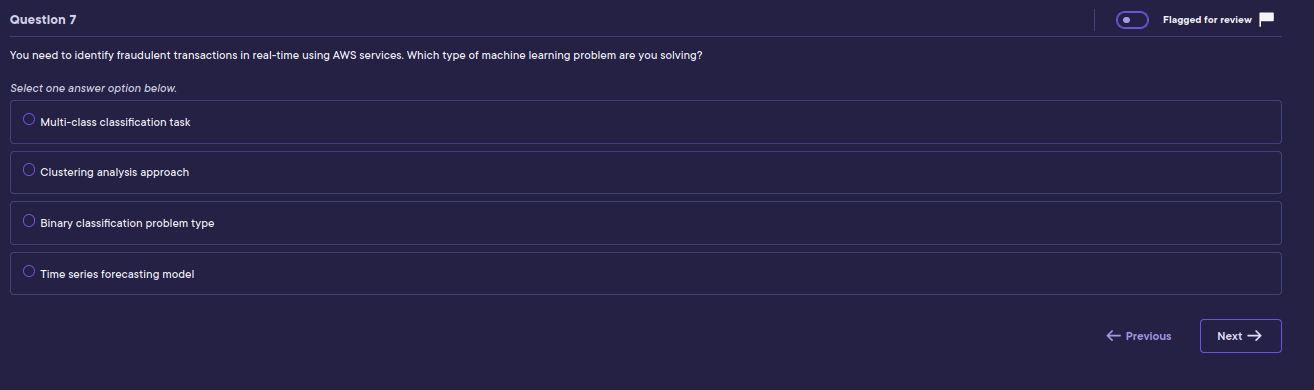 Question 7
Flagged for review
You need to identify fraudulent transactions in real-time using AWS services. Which type of machine learning problem are you solving?
Select one answer option below.
Multi-class classification task
Clustering analysis approach
Binary classification problem type
Time series forecasting model
Previous
Next